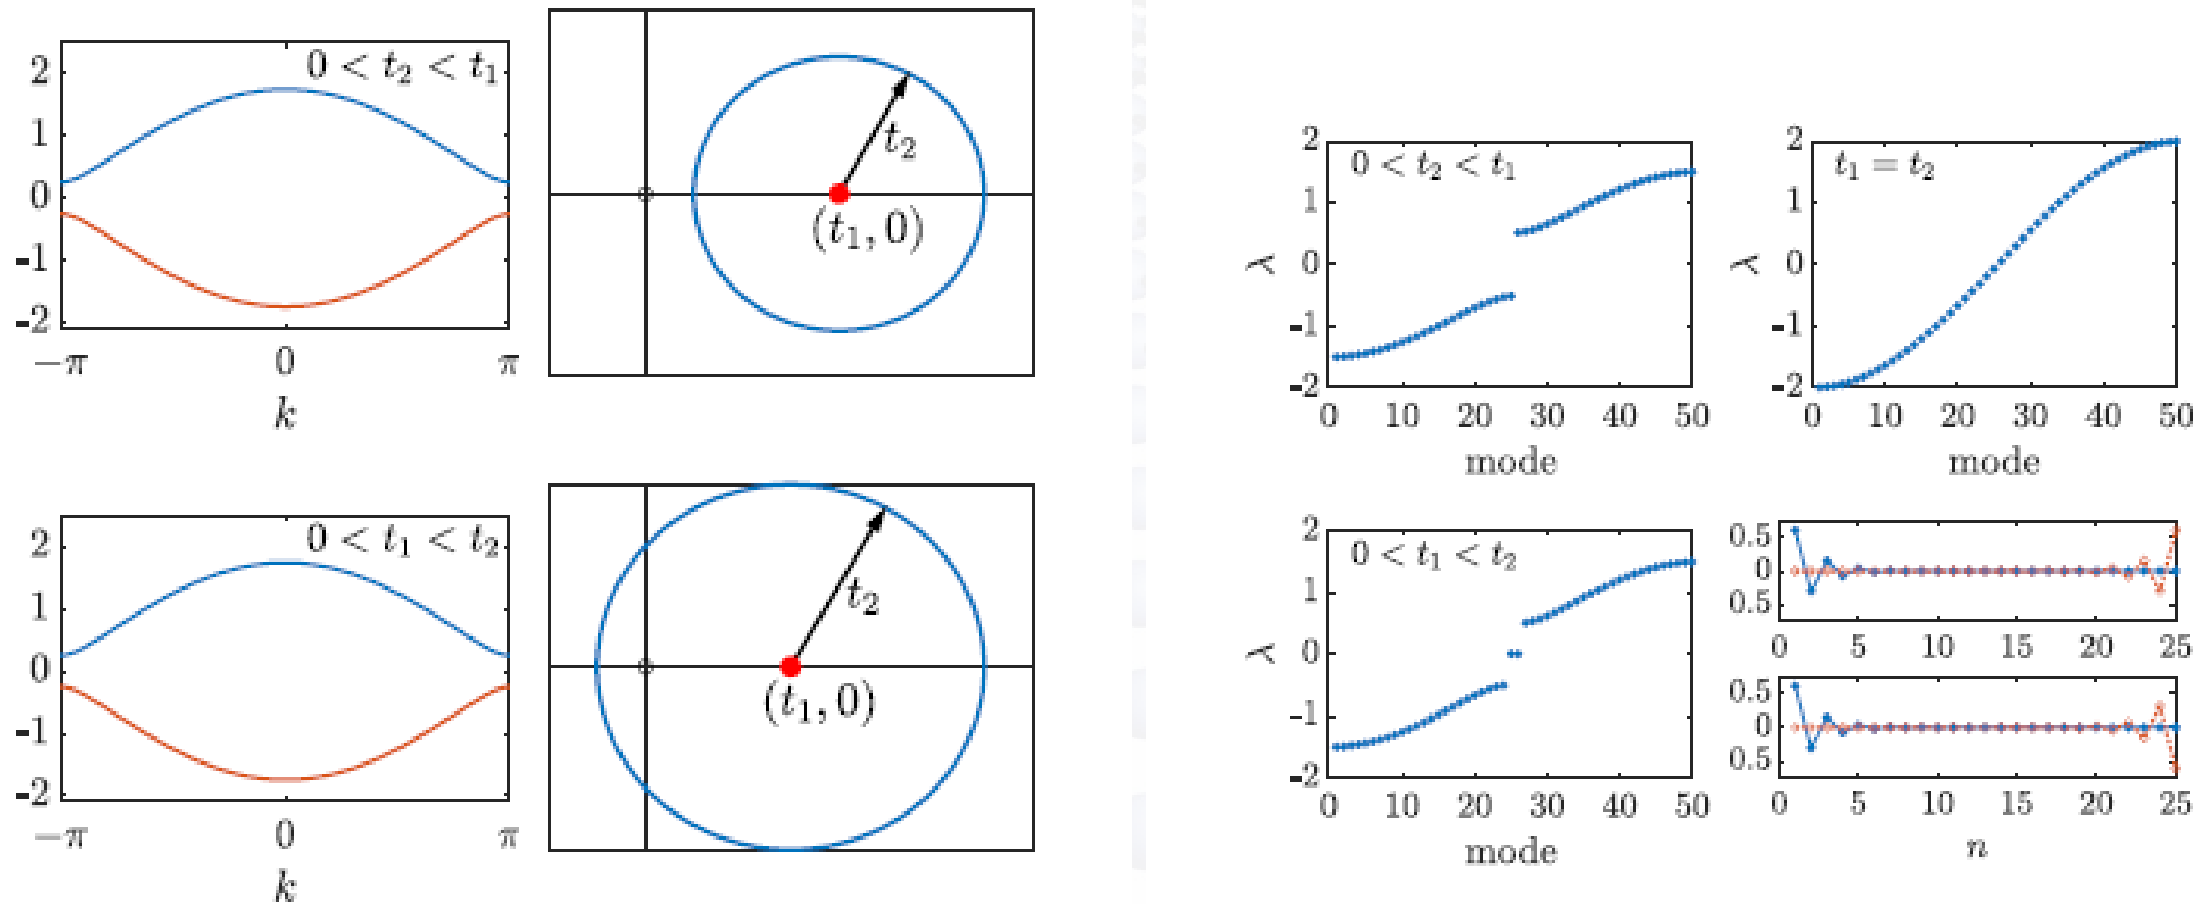 0 < t₂ < t₁
2
1
0
-1
-2
−π 0 π
k
t₂
(t₁, 0)
0 < t₁ < t₂
2
1
0
-1
-2
−π 0 π
k
t₂
(t₁, 0)
0 < t₂ < t₁
2
1
0
-1
-2
λ
0 10 20 30 40 50
mode
t₁ = t₂
2
1
0
-1
-2
λ
0 10 20 30 40 50
mode
0 < t₁ < t₂
2
1
0
-1
-2
λ
0 10 20 30 40 50
mode
0.5
0
0.5
0 5 10 15 20 25
0.5
0
0.5
0 5 10 15 20 25
n